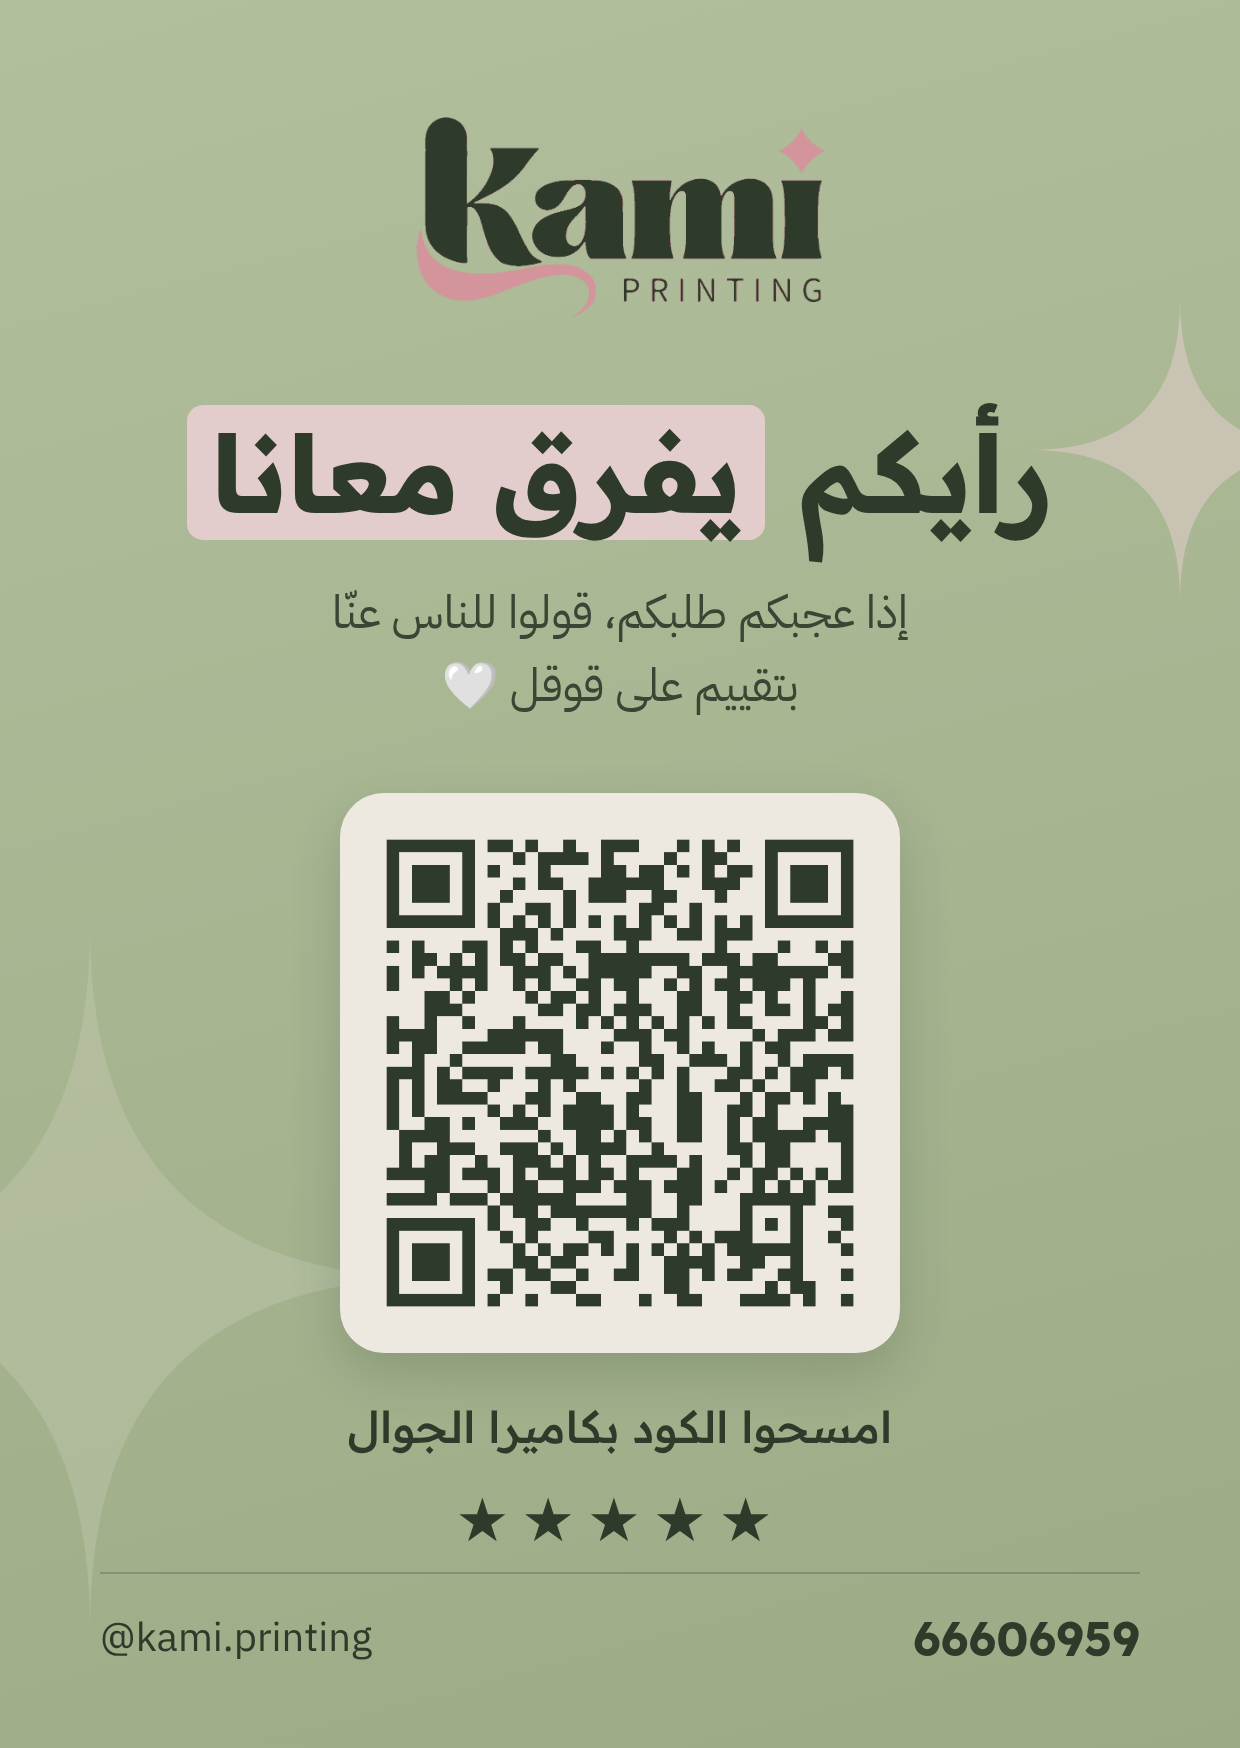 Kami
PRINTING
رأيكم يفرق معانا
إذا عجبكم طلبكم، قولوا للناس عنّا
بتقييم على قوقل 🤍
امسحوا الكود بكاميرا الجوال
★ ★ ★ ★ ★
@kami.printing
66606959